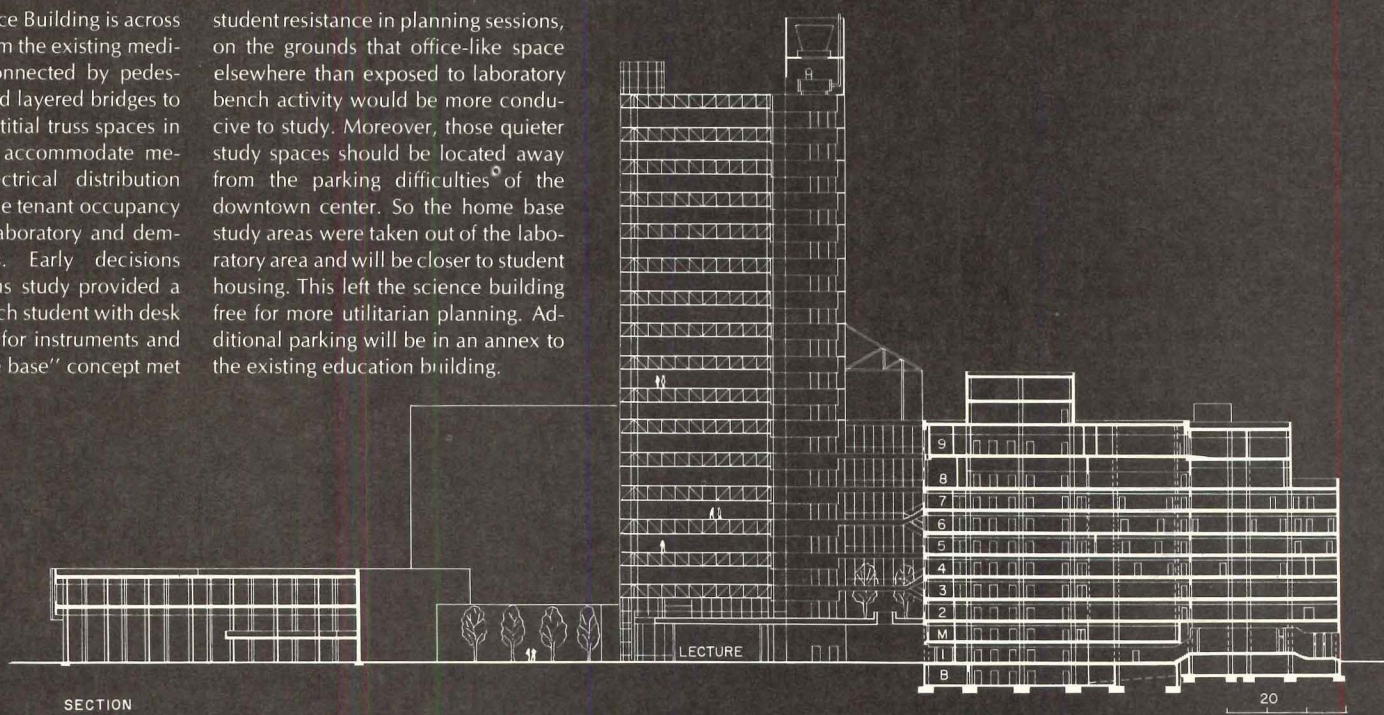 ce Building is across
m the existing medi-
onnected by pedes-
d layered bridges to
titial truss spaces in
accommodate me-
ctrical distribution
e tenant occupancy
aboratory and dem-
s. Early decisions
ns study provided a
ch student with desk
for instruments and
e base" concept met
student resistance in planning sessions,
on the grounds that office-like space
elsewhere than exposed to laboratory
bench activity would be more condu-
cive to study. Moreover, those quieter
study spaces should be located away
from the parking difficulties of the
downtown center. So the home base
study areas were taken out of the labo-
ratory area and will be closer to student
housing. This left the science building
free for more utilitarian planning. Ad-
ditional parking will be in an annex to
the existing education building.
9
8
7
6
5
4
3
2
M
1
B
LECTURE
SECTION
20